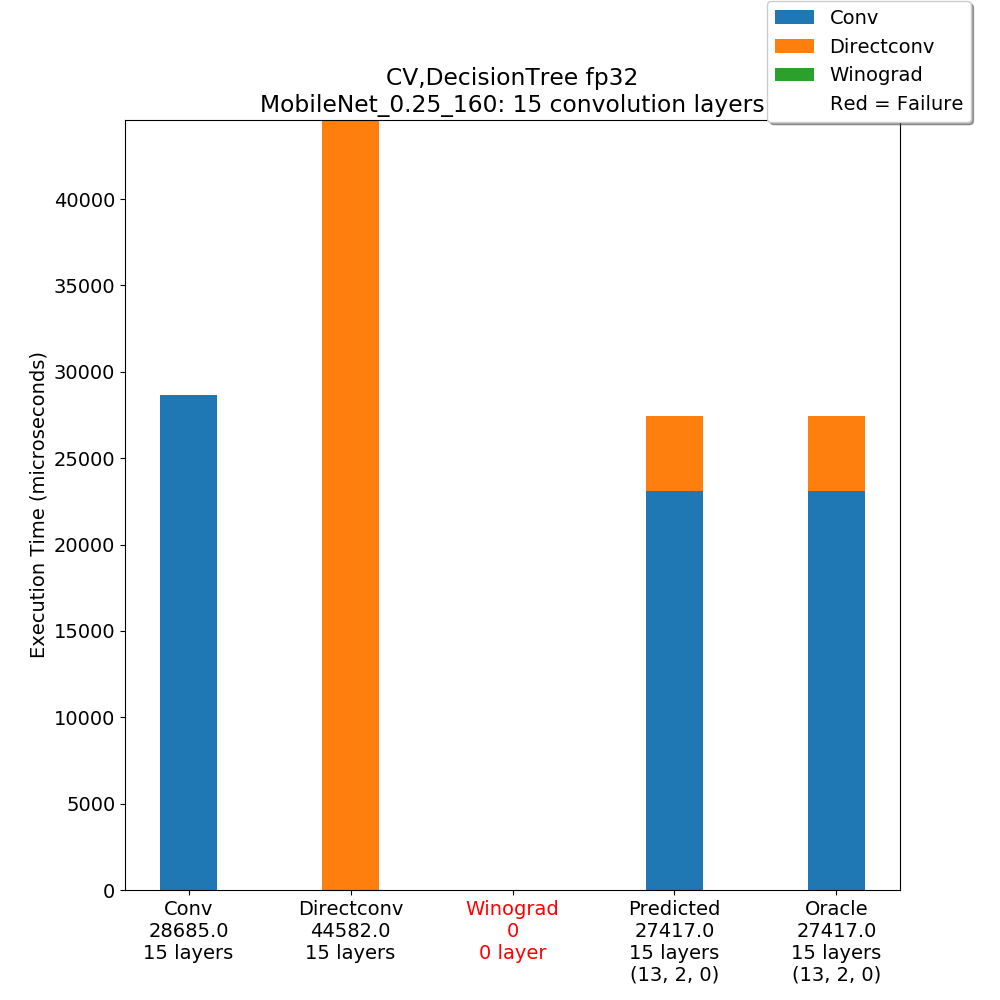 Conv
Directconv
Winograd
Red = Failure
CV,DecisionTree fp32
MobileNet_0.25_160: 15 convolution layers
Execution Time (microseconds)
40000
35000
30000
25000
20000
15000
10000
5000
0
Conv
28685.0
15 layers
Directconv
44582.0
15 layers
Winograd
0
0 layer
Predicted
27417.0
15 layers
(13, 2, 0)
Oracle
27417.0
15 layers
(13, 2, 0)